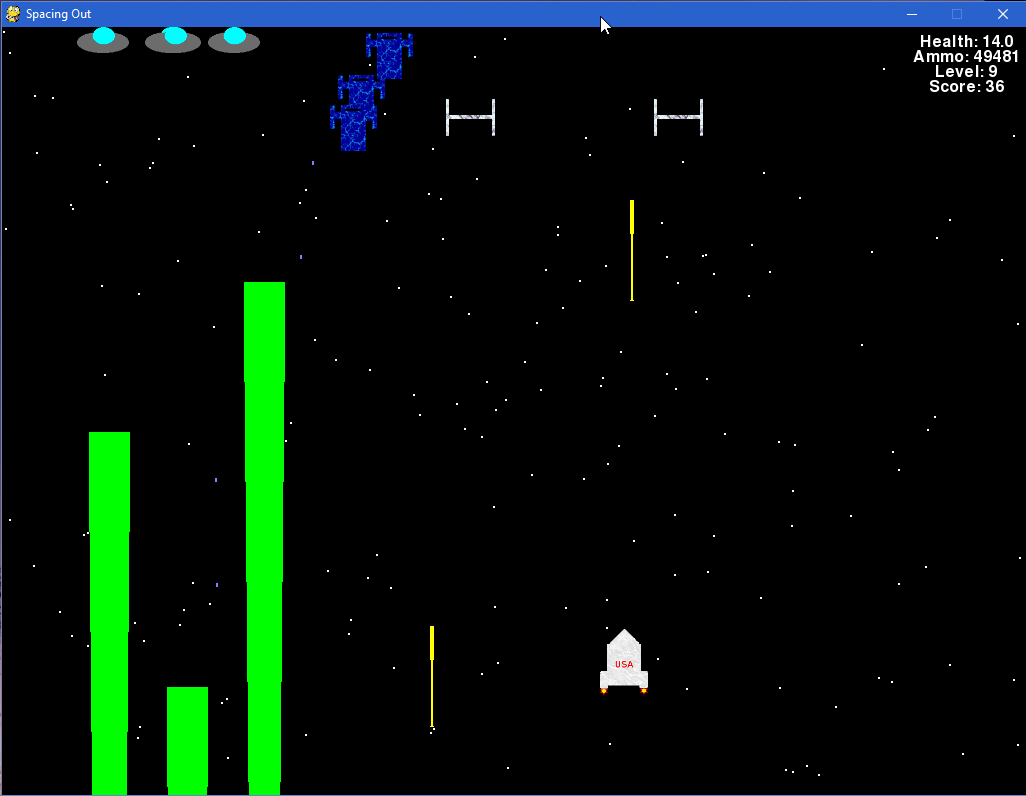 Spacing Out
Health: 14.0
Ammo: 49481
Level: 9
Score: 36
USA